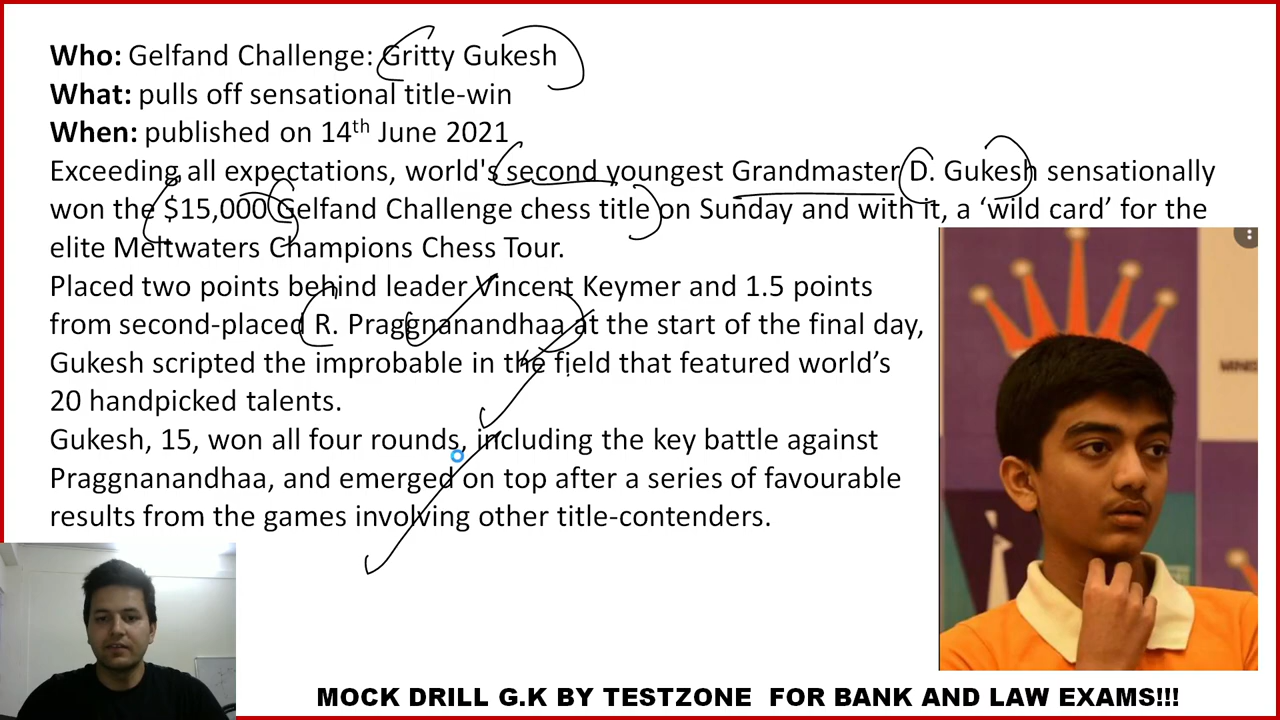 Who: Gelfand Challenge: Gritty Gukesh
What: pulls off sensational title-win
When: published on 14th June 2021
Exceeding all expectations, world's second youngest Grandmaster D. Gukesh sensationally
won the $15,000 Gelfand Challenge chess title on Sunday and with it, a ‘wild card’ for the
elite Meltwaters Champions Chess Tour.
Placed two points behind leader Vincent Keymer and 1.5 points
from second-placed R. Praggnanandhaa at the start of the final day,
Gukesh scripted the improbable in the field that featured world’s
20 handpicked talents.
Gukesh, 15, won all four rounds, including the key battle against
Praggnanandhaa, and emerged on top after a series of favourable
results from the games involving other title-contenders.
MOCK DRILL G.K BY TESTZONE FOR BANK AND LAW EXAMS!!!